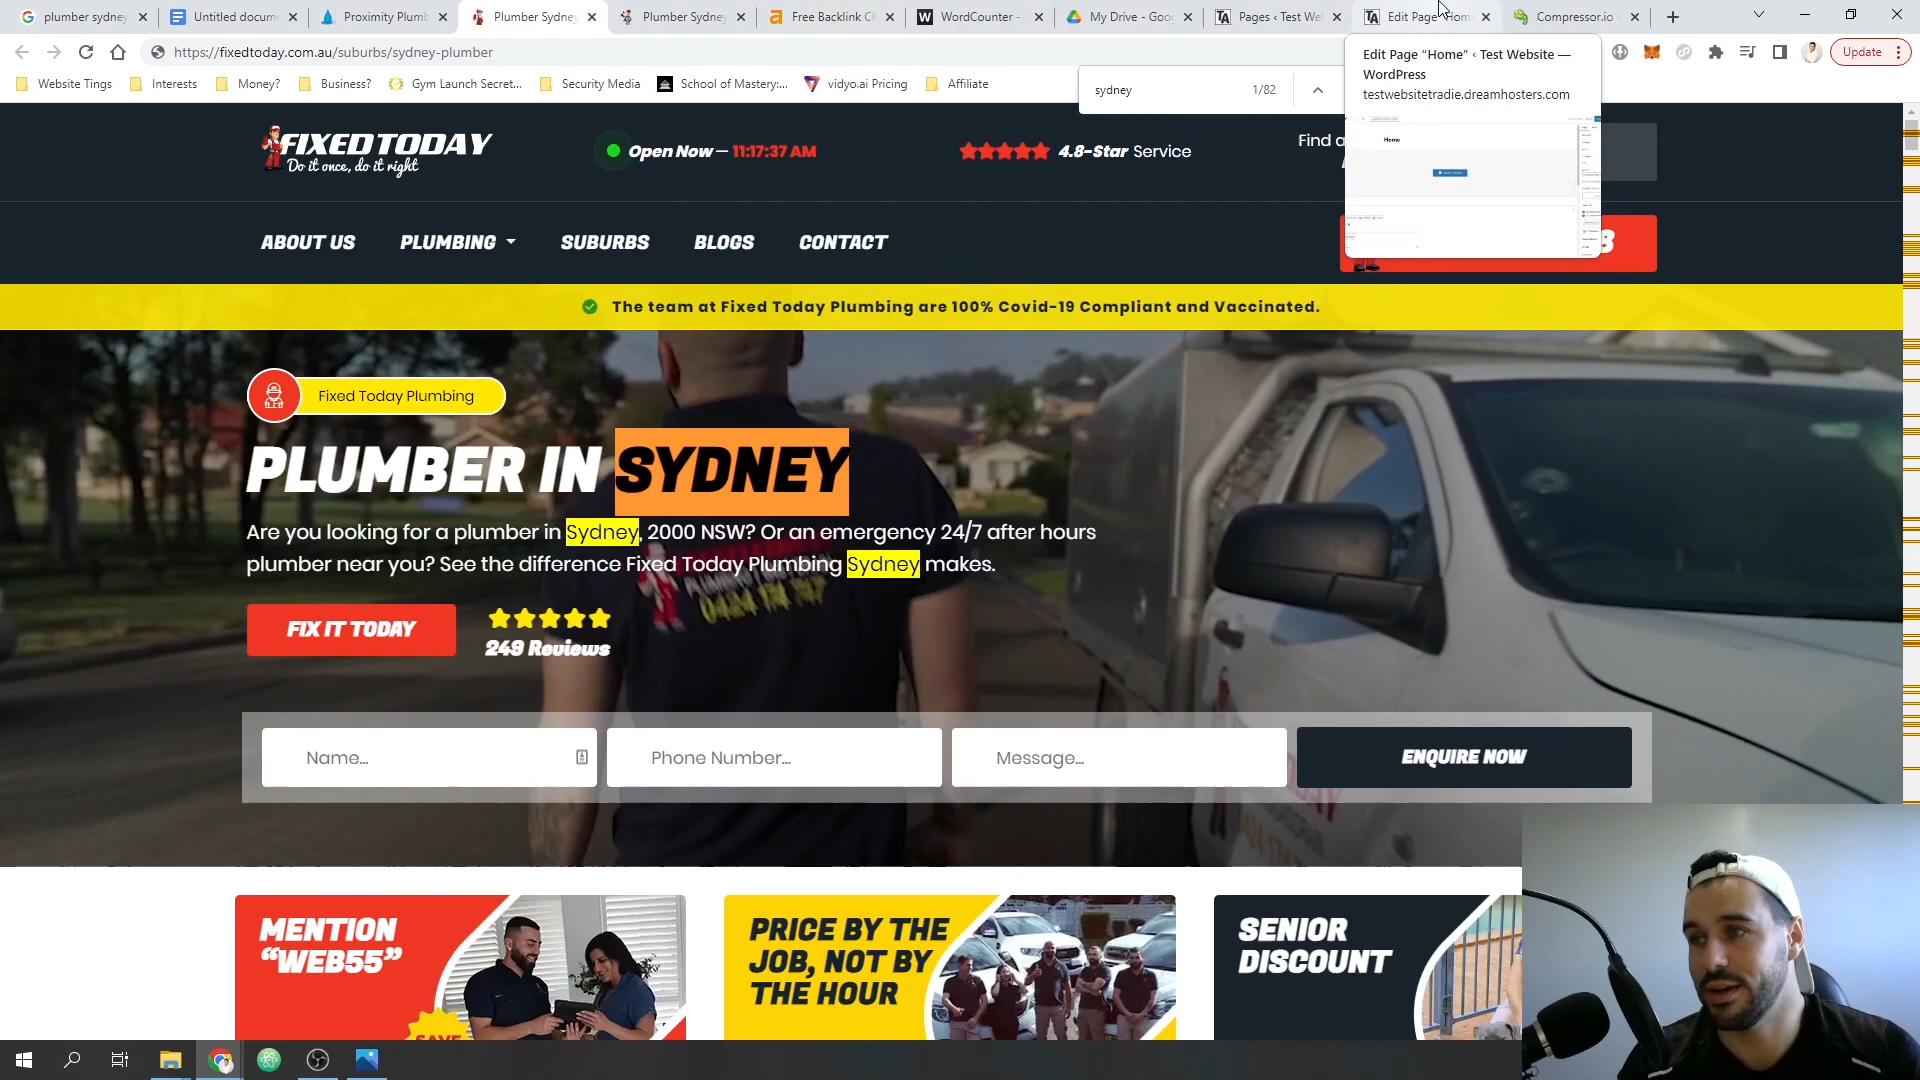 plumber sydney
Untitled docume
Proximity Plumb
Plumber Sydney
Plumber Sydney
Free Backlink Ch
WordCounter -
My Drive - Goog
Pages ‹ Test We
Edit Page "Hom
Compressor.io -
https://fixedtoday.com.au/suburbs/sydney-plumber
Update
Website Tings
Interests
Money?
Business?
Gym Launch Secret...
Security Media
School of Mastery:...
vidyo.ai Pricing
Affiliate
sydney
1/82
Edit Page “Home” ‹ Test Website —
WordPress
testwebsitetradie.dreamhosters.com
Home
FIXED TODAY
Do it once, do it right
Open Now — 11:17:37 AM
4.8-Star Service
Find a
ABOUT US
PLUMBING
SUBURBS
BLOGS
CONTACT
The team at Fixed Today Plumbing are 100% Covid-19 Compliant and Vaccinated.
Fixed Today Plumbing
PLUMBER IN SYDNEY
Are you looking for a plumber in Sydney, 2000 NSW? Or an emergency 24/7 after hours
plumber near you? See the difference Fixed Today Plumbing Sydney makes.
FIX IT TODAY
249 Reviews
Name...
Phone Number...
Message...
ENQUIRE NOW
MENTION
“WEB55”
SAVE
PRICE BY THE
JOB, NOT BY
THE HOUR
SENIOR
DISCOUNT